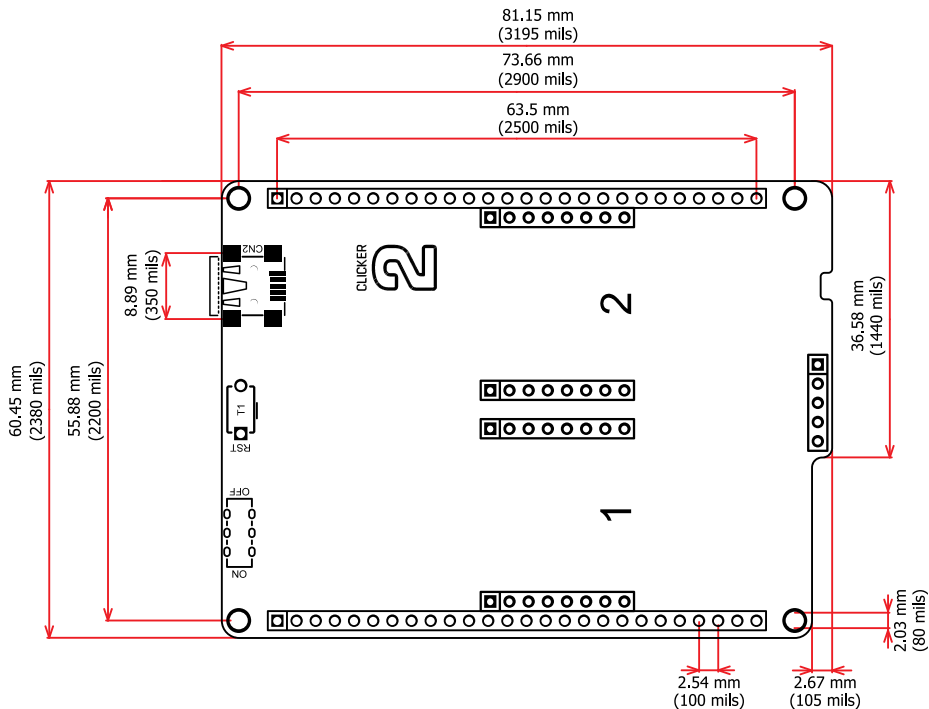 81.15 mm
(3195 mils)
73.66 mm
(2900 mils)
63.5 mm
(2500 mils)
CN2
CLICKER
2
8.89 mm
(350 mils)
2
36.58 mm
(1440 mils)
60.45 mm
(2380 mils)
55.88 mm
(2200 mils)
T1
RST
OFF
ON
1
2.03 mm
(80 mils)
2.54 mm
(100 mils)
2.67 mm
(105 mils)